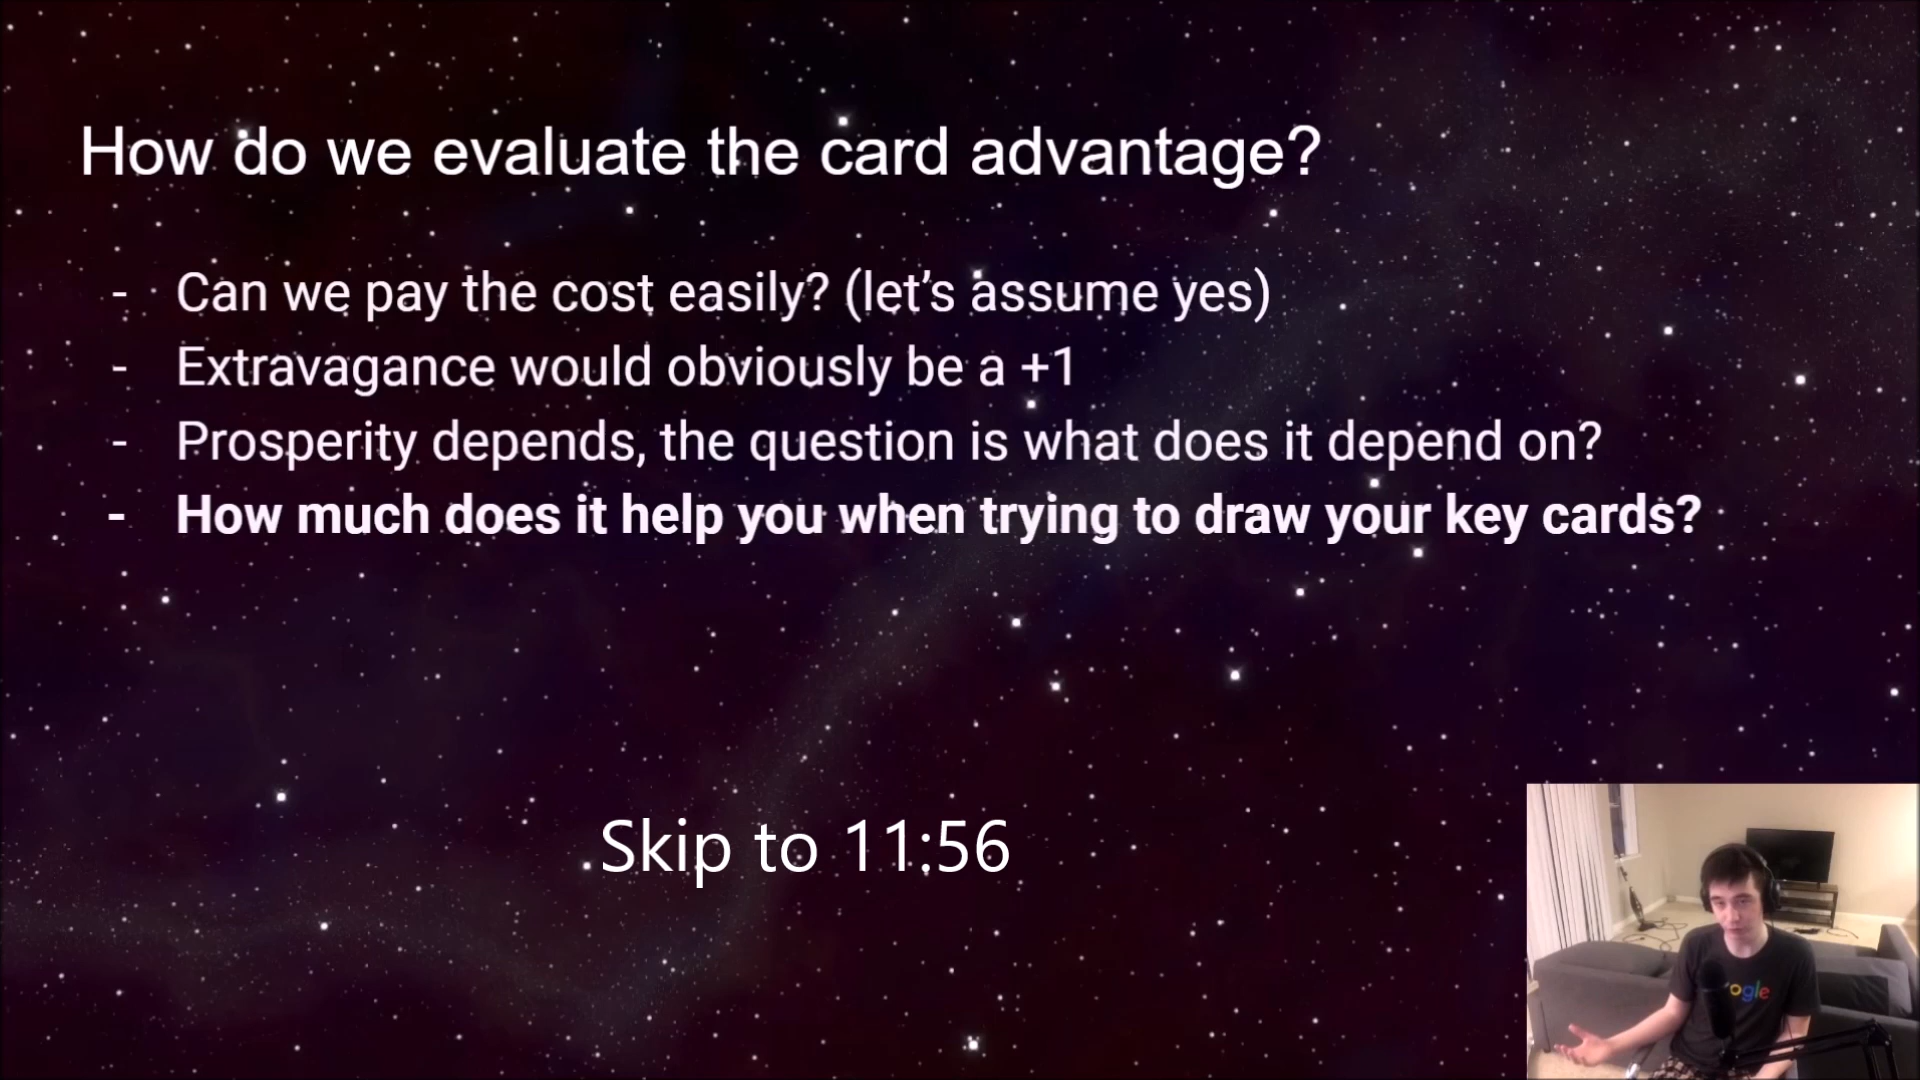 How do we evaluate the card advantage?
- Can we pay the cost easily? (let's assume yes)
- Extravagance would obviously be a +1
- Prosperity depends, the question is what does it depend on?
- How much does it help you when trying to draw your key cards?
Skip to 11:56
ogle